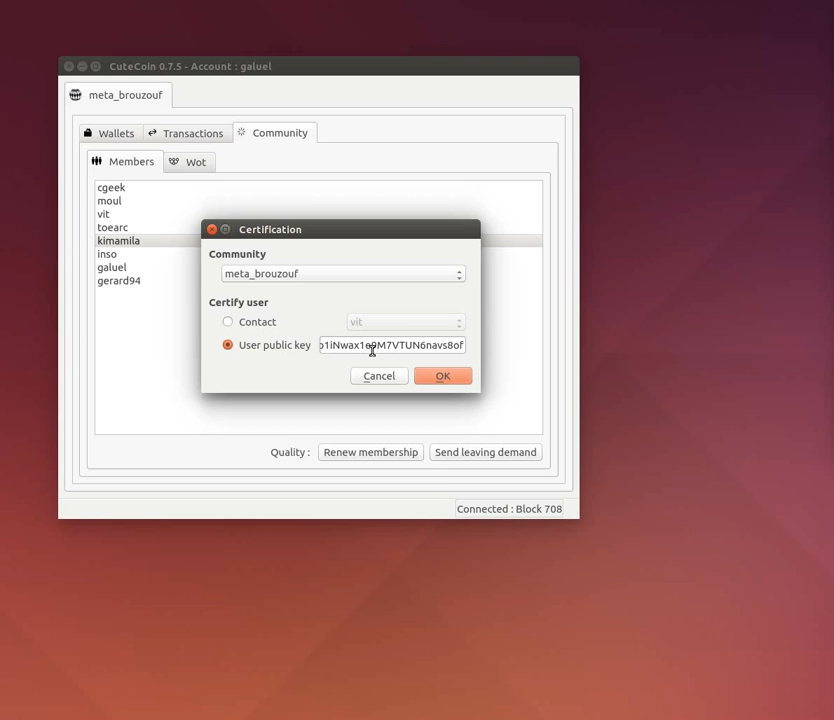 CuteCoin 0.7.5 - Account : galuel
meta_brouzouf
Wallets Transactions Community
Members Wot
cgeek
moul
vit
toearc
kimamila
inso
galuel
gerard94
Certification
Community
meta_brouzouf
Certify user
Contact vit
User public key
Cancel OK
Quality : Renew membership Send leaving demand
Connected : Block 708